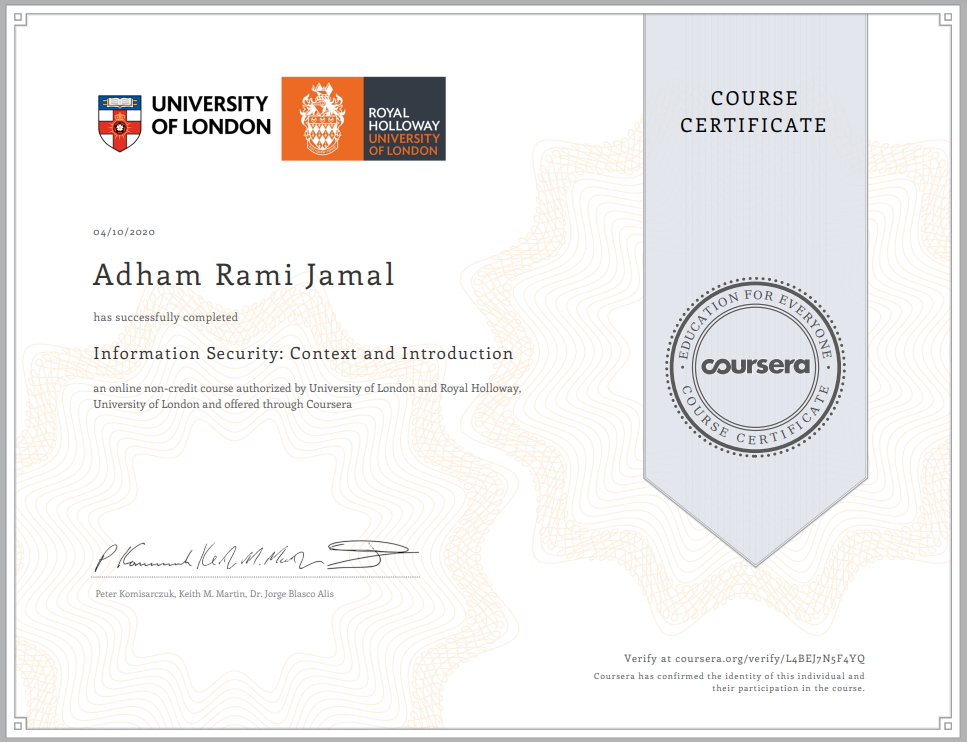 UNIVERSITY
OF LONDON
ROYAL
HOLLOWAY
UNIVERSITY
OF LONDON
COURSE
CERTIFICATE
04/10/2020
Adham Rami Jamal
has successfully completed
Information Security: Context and Introduction
an online non-credit course authorized by University of London and Royal Holloway,
University of London and offered through Coursera
EDUCATION FOR EVERYONE
coursera
COURSE CERTIFICATE
P. Komisarczuk Keith M. Martin
Peter Komisarczuk, Keith M. Martin, Dr. Jorge Blasco Alis
Verify at coursera.org/verify/L4BEJ7N5F4YQ
Coursera has confirmed the identity of this individual and
their participation in the course.